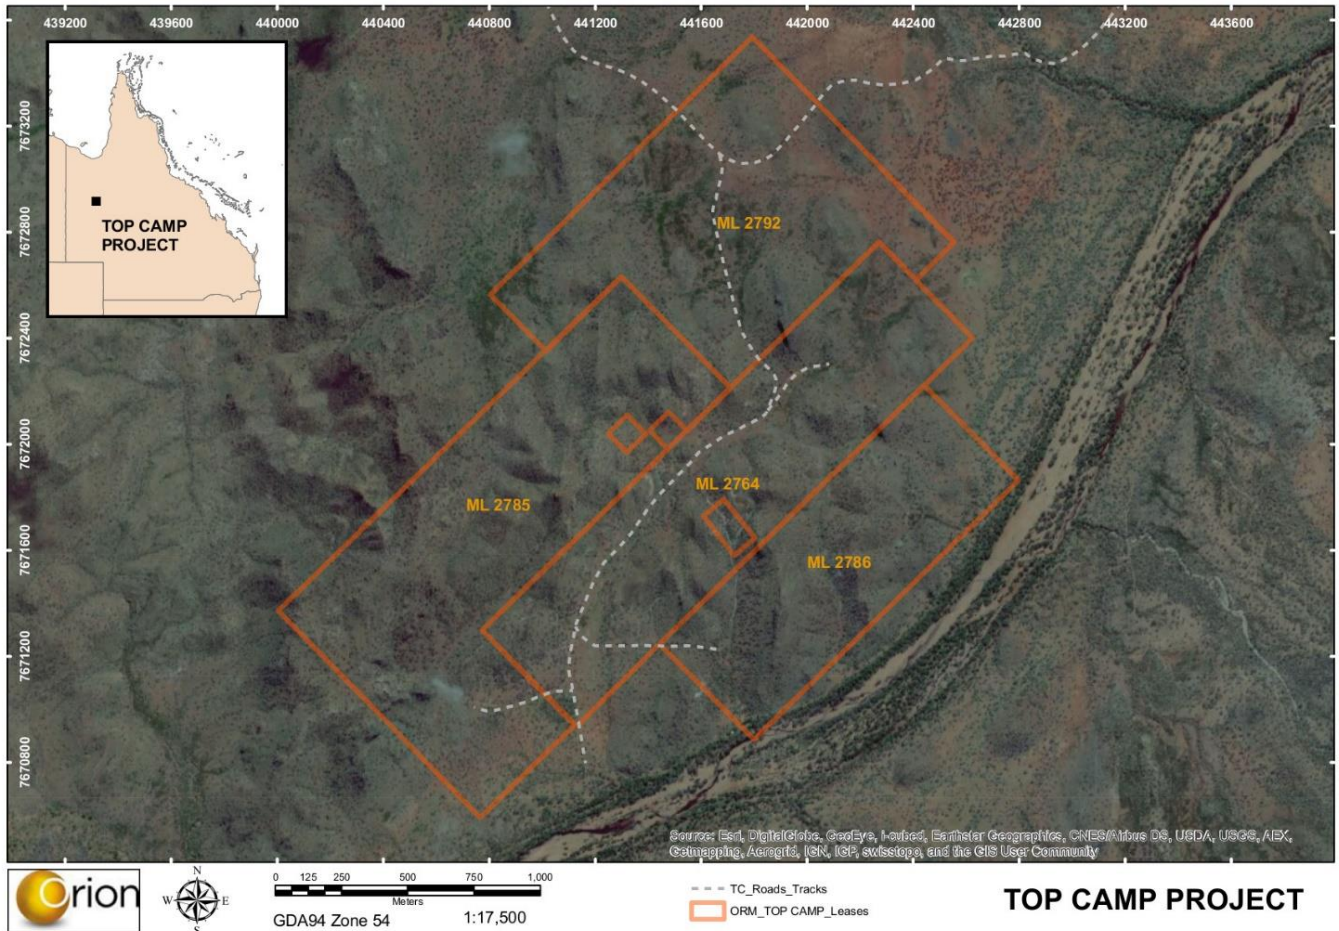 439200 439600 440000 440400 440800 441200 441600 442000 442400 442800 443200 443600
7673200
7672800
7672400
7672000
7671600
7671200
7670800
TOP CAMP
PROJECT
ML 2792
ML 2785
ML 2764
ML 2786
Source: Esri, DigitalGlobe, GeoEye, i-cubed, Earthstar Geographics, CNES/Airbus DS, USDA, USGS, AEX,
Getmapping, Aerogrid, IGN, IGP, swisstopo, and the GIS User Community
Orion
N
W E
S
0 125 250 500 750 1,000
Meters
GDA94 Zone 54 1:17,500
TC_Roads_Tracks
ORM_TOP CAMP_Leases
TOP CAMP PROJECT